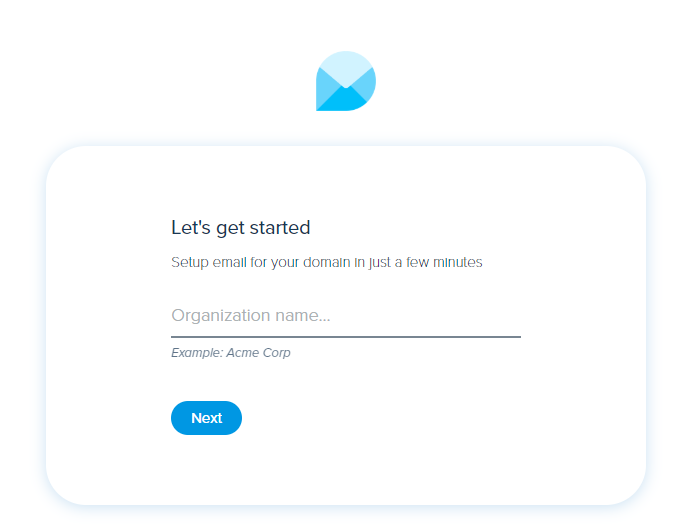 Let's get started
Setup email for your domain in just a few minutes
Organization name...
Example: Acme Corp
Next